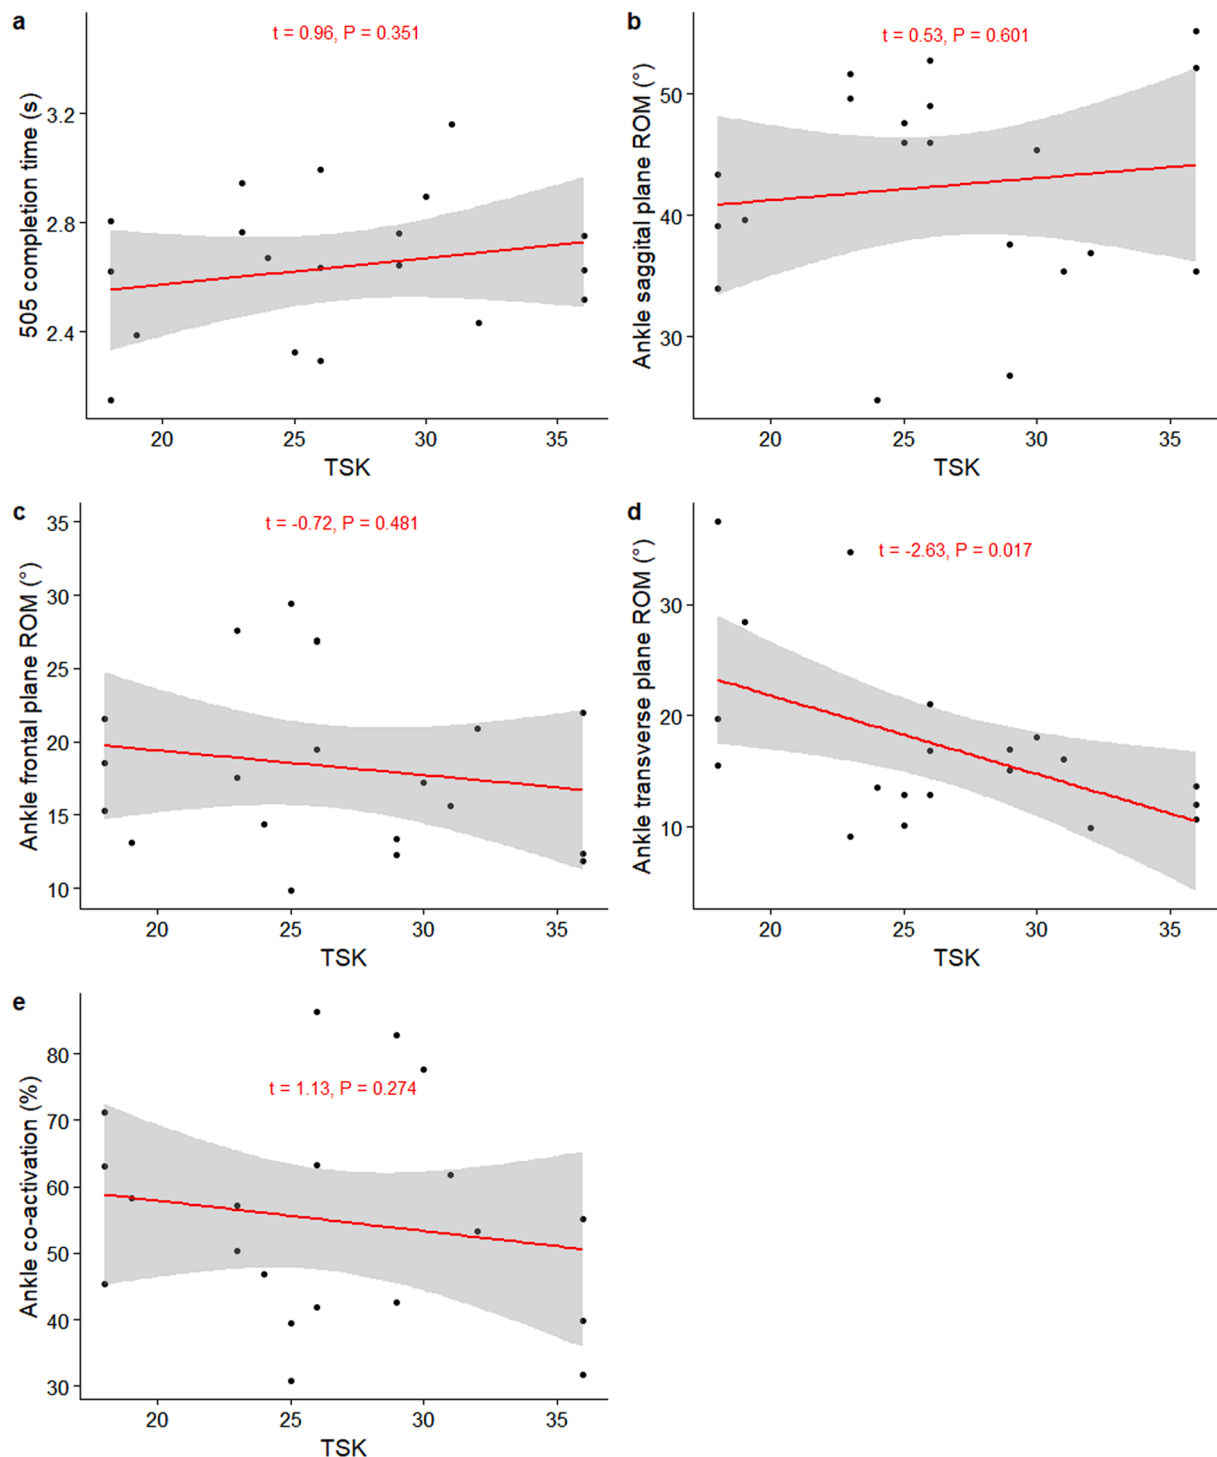 a
t = 0.96, P = 0.351
505 completion time (s)
3.2
2.8
2.4
20 25 30 35
TSK
b
t = 0.53, P = 0.601
Ankle saggital plane ROM (°)
50
40
30
20 25 30 35
TSK
c
t = -0.72, P = 0.481
Ankle frontal plane ROM (°)
35
30
25
20
15
10
20 25 30 35
TSK
d
t = -2.63, P = 0.017
Ankle transverse plane ROM (°)
30
20
10
20 25 30 35
TSK
e
t = 1.13, P = 0.274
Ankle co-activation (%)
80
70
60
50
40
30
20 25 30 35
TSK